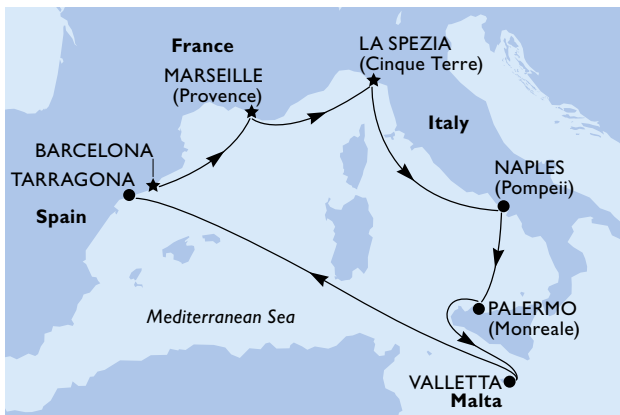 France
LA SPEZIA
(Cinque Terre)
MARSEILLE
(Provence)
Italy
BARCELONA
TARRAGONA
Spain
NAPLES
(Pompeii)
PALERMO
(Monreale)
Mediterranean Sea
VALLETTA
Malta